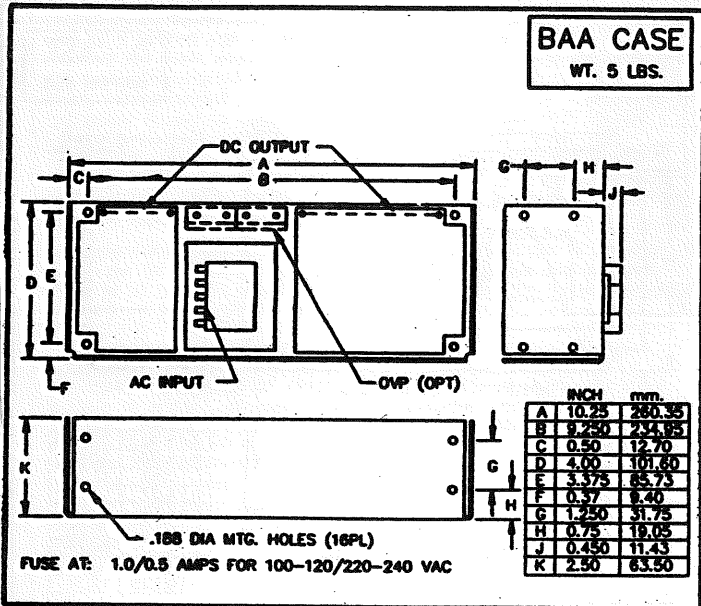 BAA CASE
WT. 5 LBS.
DC OUTPUT
A
G
H
C
B
J
D
E
F
AC INPUT
OVP (OPT)
K
G
H
.188 DIA MTG. HOLES (16PL)
FUSE AT: 1.0/0.5 AMPS FOR 100-120/220-240 VAC
INCH mm.
A 10.25 260.35
B 9.250 234.95
C 0.50 12.70
D 4.00 101.60
E 3.375 85.73
F 0.37 9.40
G 1.250 31.75
H 0.75 19.05
J 0.450 11.43
K 2.50 63.50